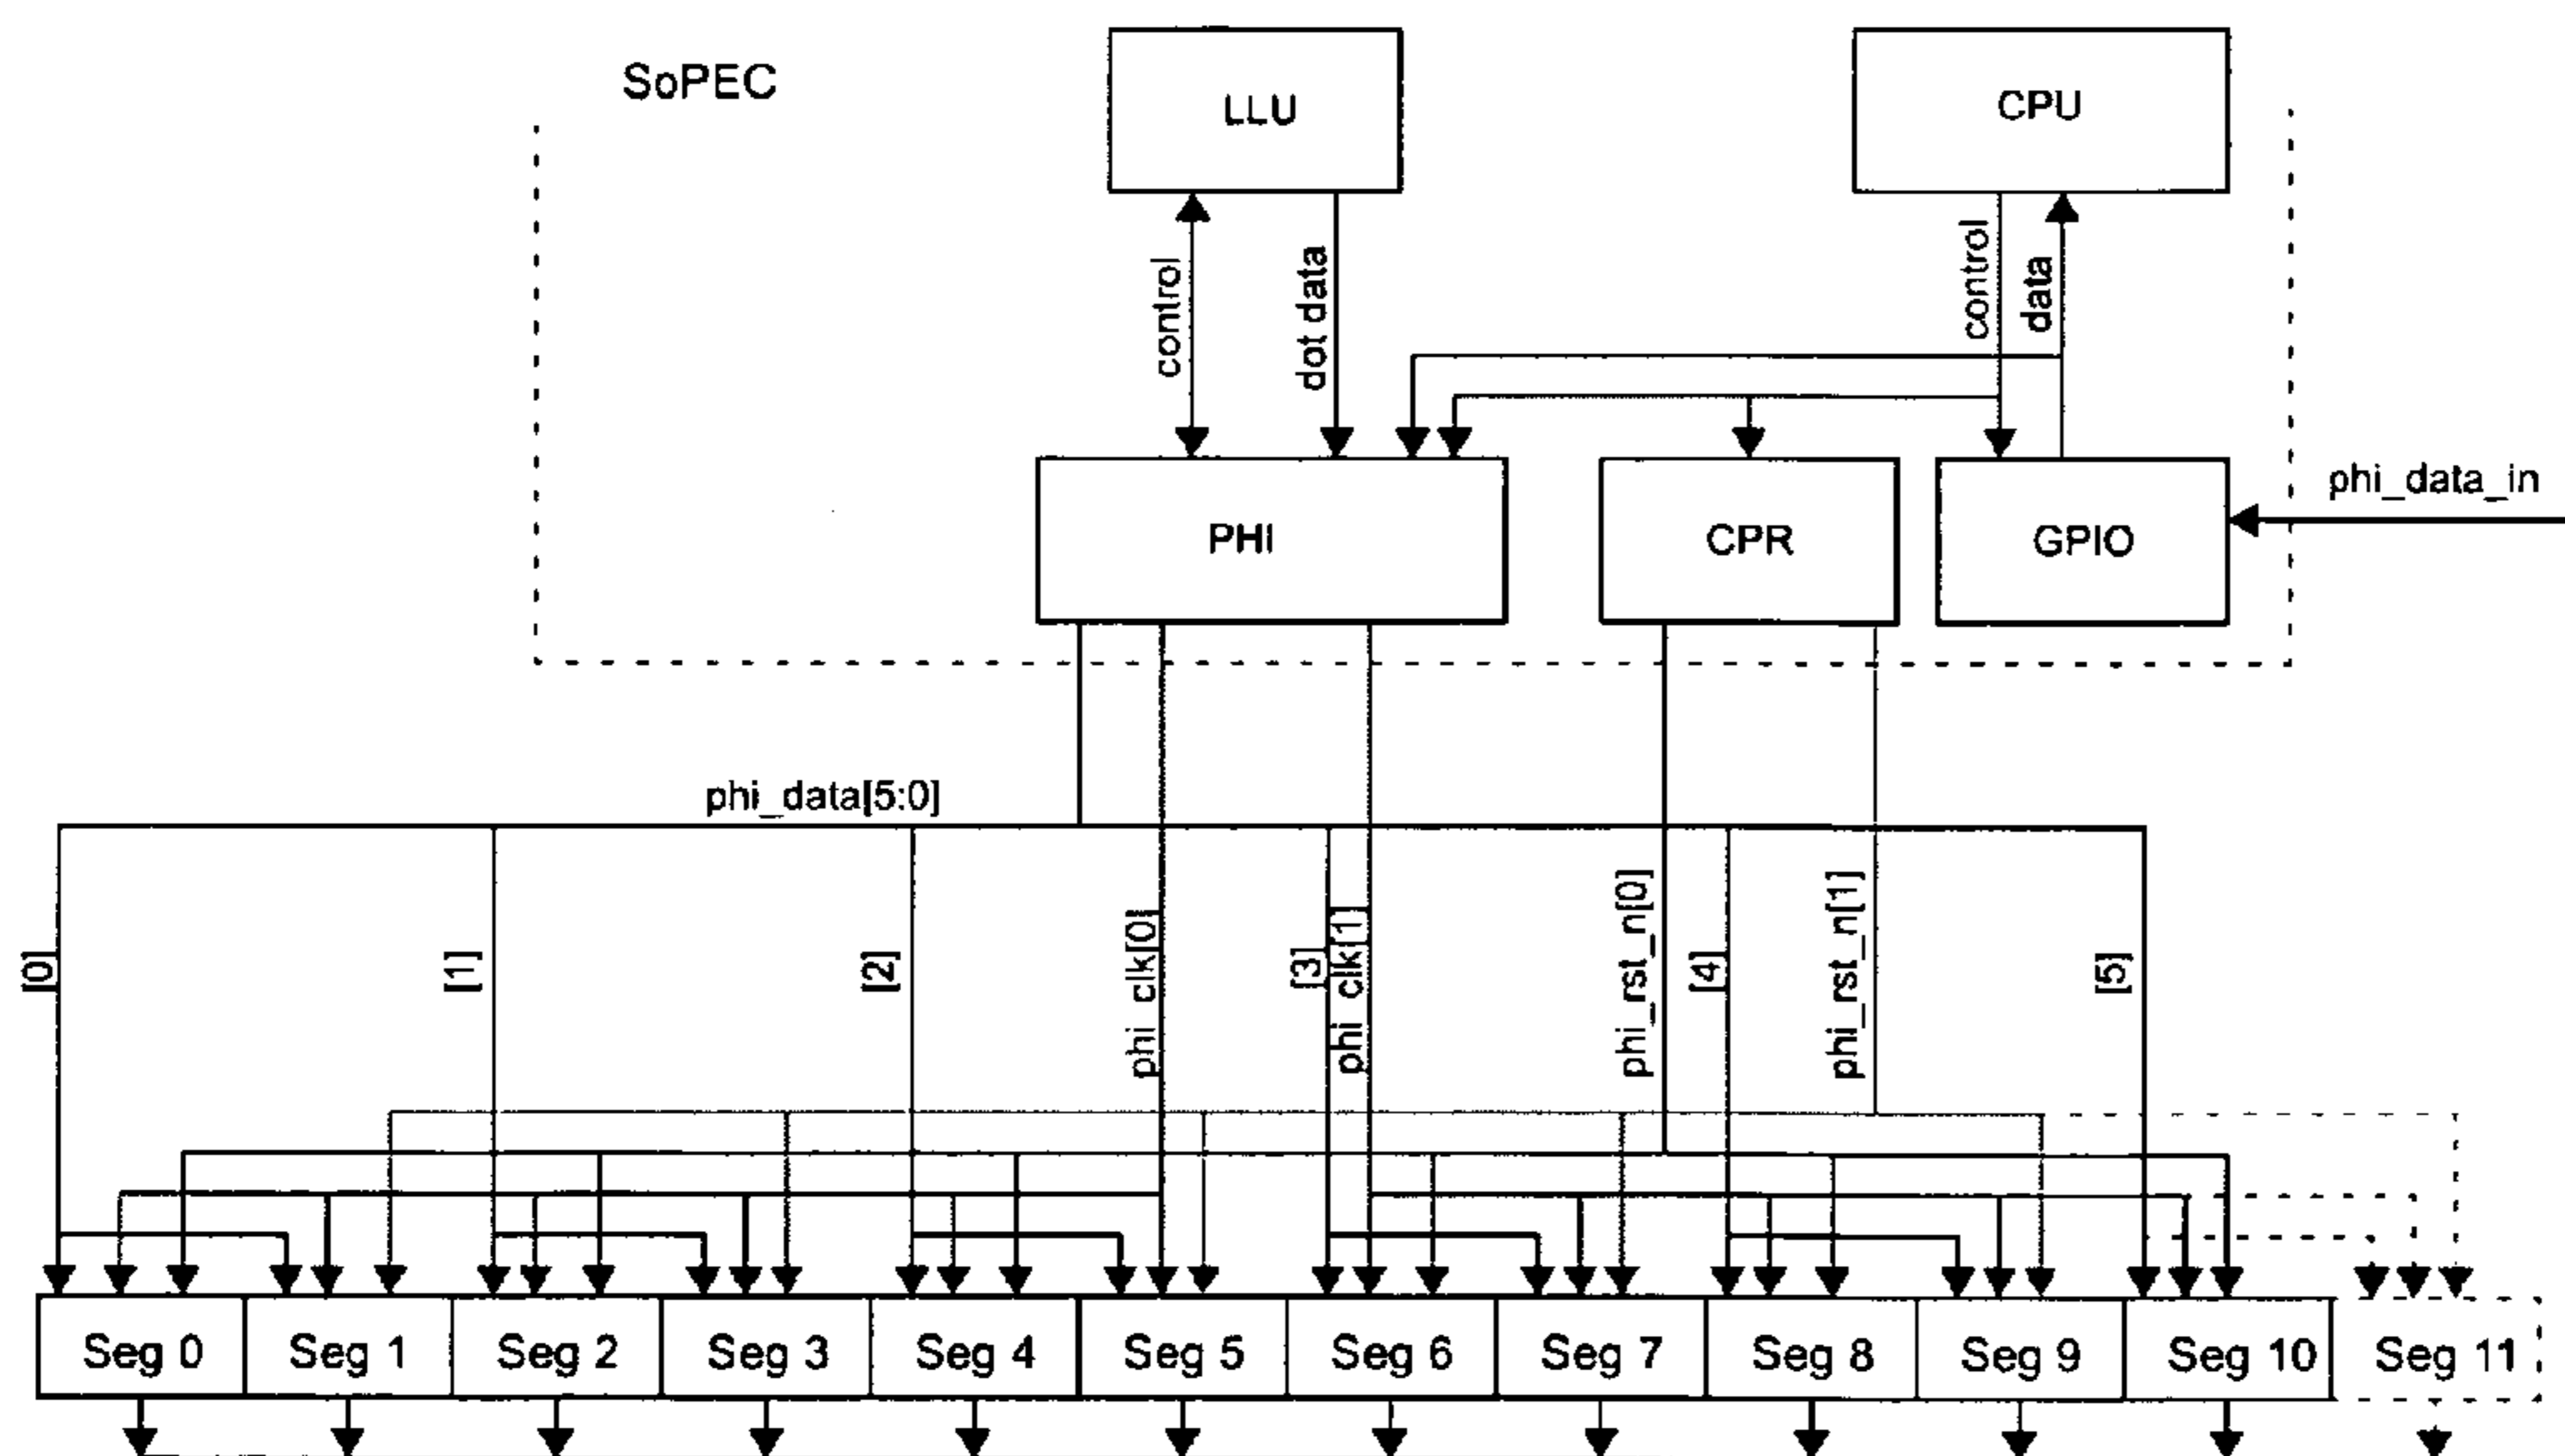 SoPEC
LLU
CPU
control
dot data
control
data
PHI
CPR
GPIO
phi_data_in
phi_data[5:0]
[0]
[1]
[2]
phi_clk[0]
[3]
phi_clk[1]
phi_rst_n[0]
[4]
phi_rst_n[1]
[5]
Seg 0
Seg 1
Seg 2
Seg 3
Seg 4
Seg 5
Seg 6
Seg 7
Seg 8
Seg 9
Seg 10
Seg 11